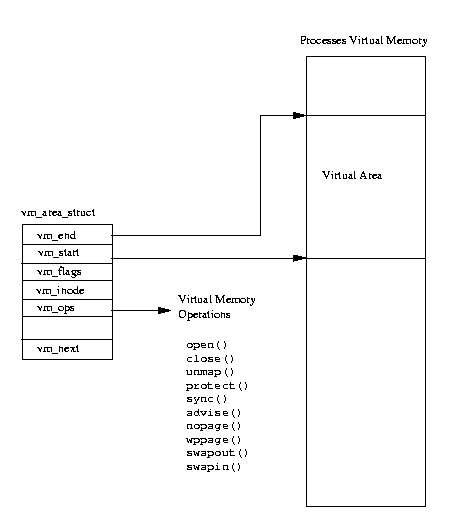 Processes Virtual Memory
Virtual Area
vm_area_struct
vm_end
vm_start
vm_flags
vm_inode
vm_ops
vm_next
Virtual Memory
Operations
open()
close()
unmap()
protect()
sync()
advise()
nopage()
wppage()
swapout()
swapin()